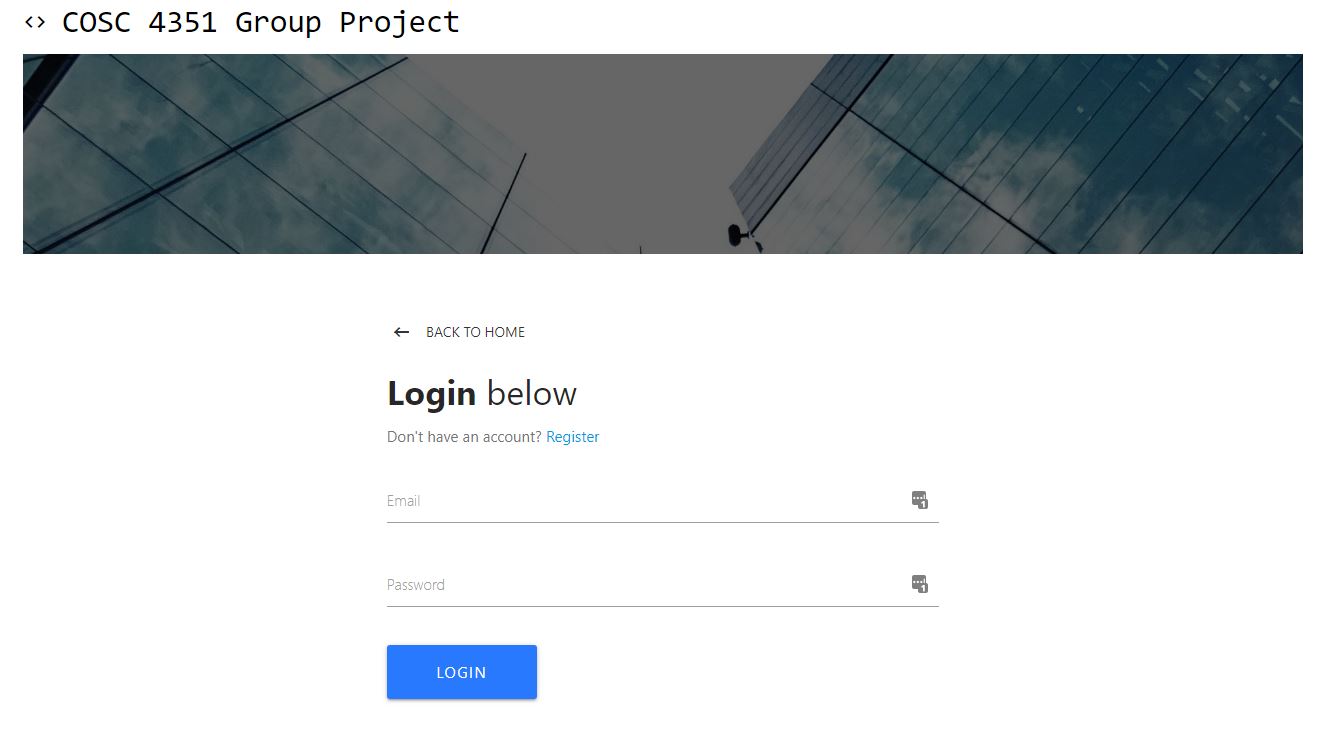 <> COSC 4351 Group Project
← BACK TO HOME
Login below
Don't have an account? Register
Email
Password
LOGIN